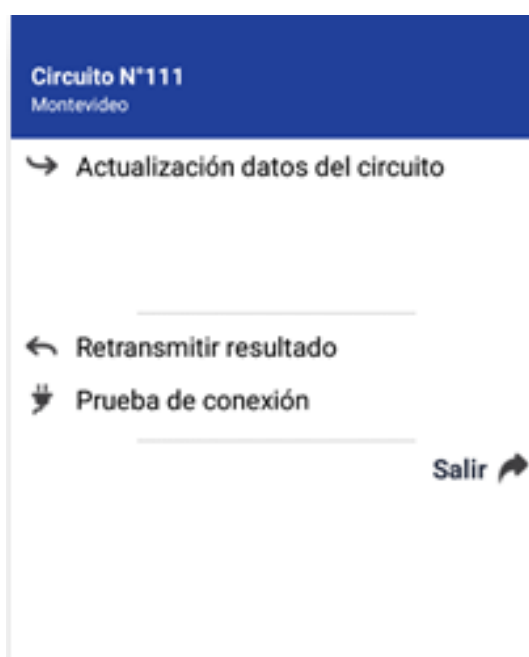 Circuito N°111
Montevideo
Actualización datos del circuito
Retransmitir resultado
Prueba de conexión
Salir